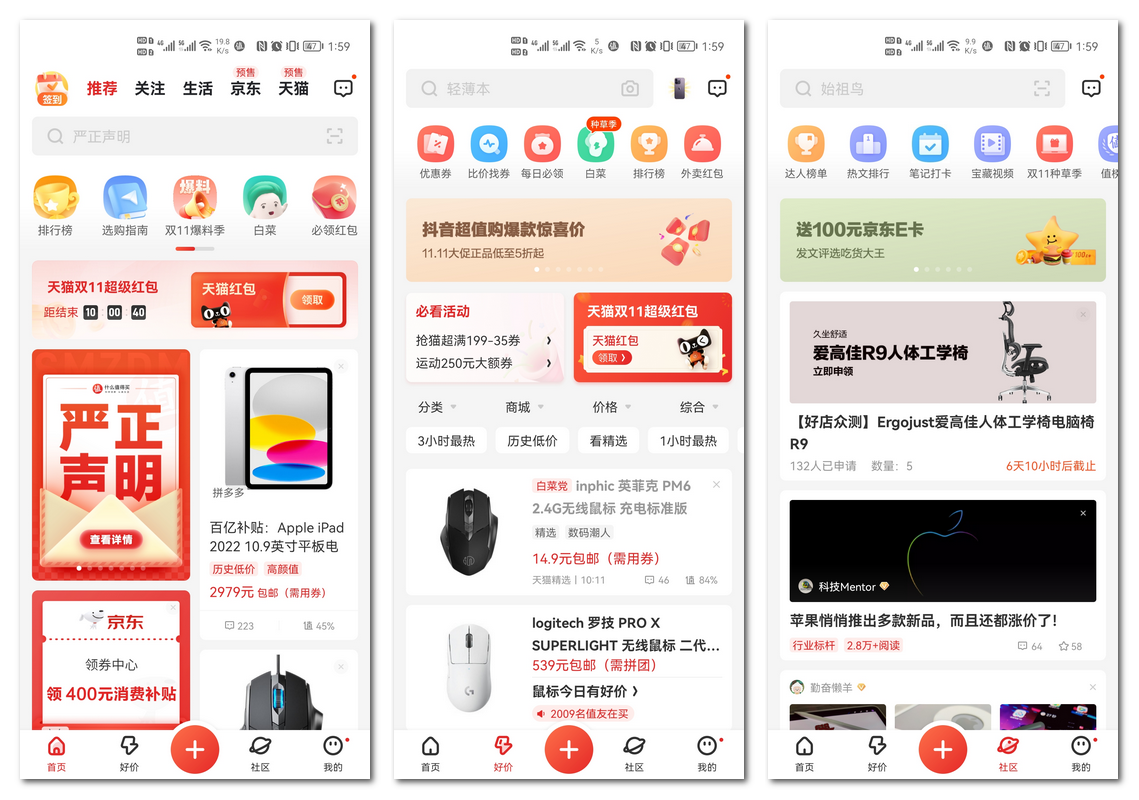 19.8
K/s
1:59
签到
推荐
关注
生活
预售
京东
预售
天猫
严正声明
排行榜
选购指南
爆料
双11爆料季
白菜
必领红包
天猫双11超级红包
距结束 10 : 00 : 40
天猫红包
领取
什么值得买
严正
声明
查看详情
拼多多
百亿补贴：Apple iPad
2022 10.9英寸平板电
历史低价 高颜值
2979元 包邮（需用券）
223
值 45%
京东
领券中心
领 400元消费补贴
首页
好价
社区
我的
5
K/s
1:59
轻薄本
种草季
优惠券
比价找券
每日必领
白菜
排行榜
外卖红包
抖音超值购爆款惊喜价
11.11大促正品低至5折起
必看活动
抢猫超满199-35券
运动250元大额券
天猫双11超级红包
天猫红包
领取
分类
商城
价格
综合
3小时最热
历史低价
看精选
1小时最热
白菜党 inphic 英菲克 PM6
2.4G无线鼠标 充电标准版
精选 数码潮人
14.9元包邮（需用券）
天猫精选 | 10:11
46
值 84%
logitech 罗技 PRO X
SUPERLIGHT 无线鼠标 二代...
539元包邮（需拼团）
鼠标今日有好价
2009名值友在买
首页
好价
社区
我的
9.9
K/s
1:59
始祖鸟
达人榜单
热文排行
笔记打卡
宝藏视频
双11种草季
值榜
送100元京东E卡
发文评选吃货大王
久坐舒适
爱高佳R9人体工学椅
立即申领
【好店众测】Ergojust爱高佳人体工学椅电脑椅
R9
132人已申请 数量：5
6天10小时后截止
科技Mentor
苹果悄悄推出多款新品，而且还都涨价了！
行业标杆 2.8万+阅读
64
58
勤奋懒羊
首页
好价
社区
我的